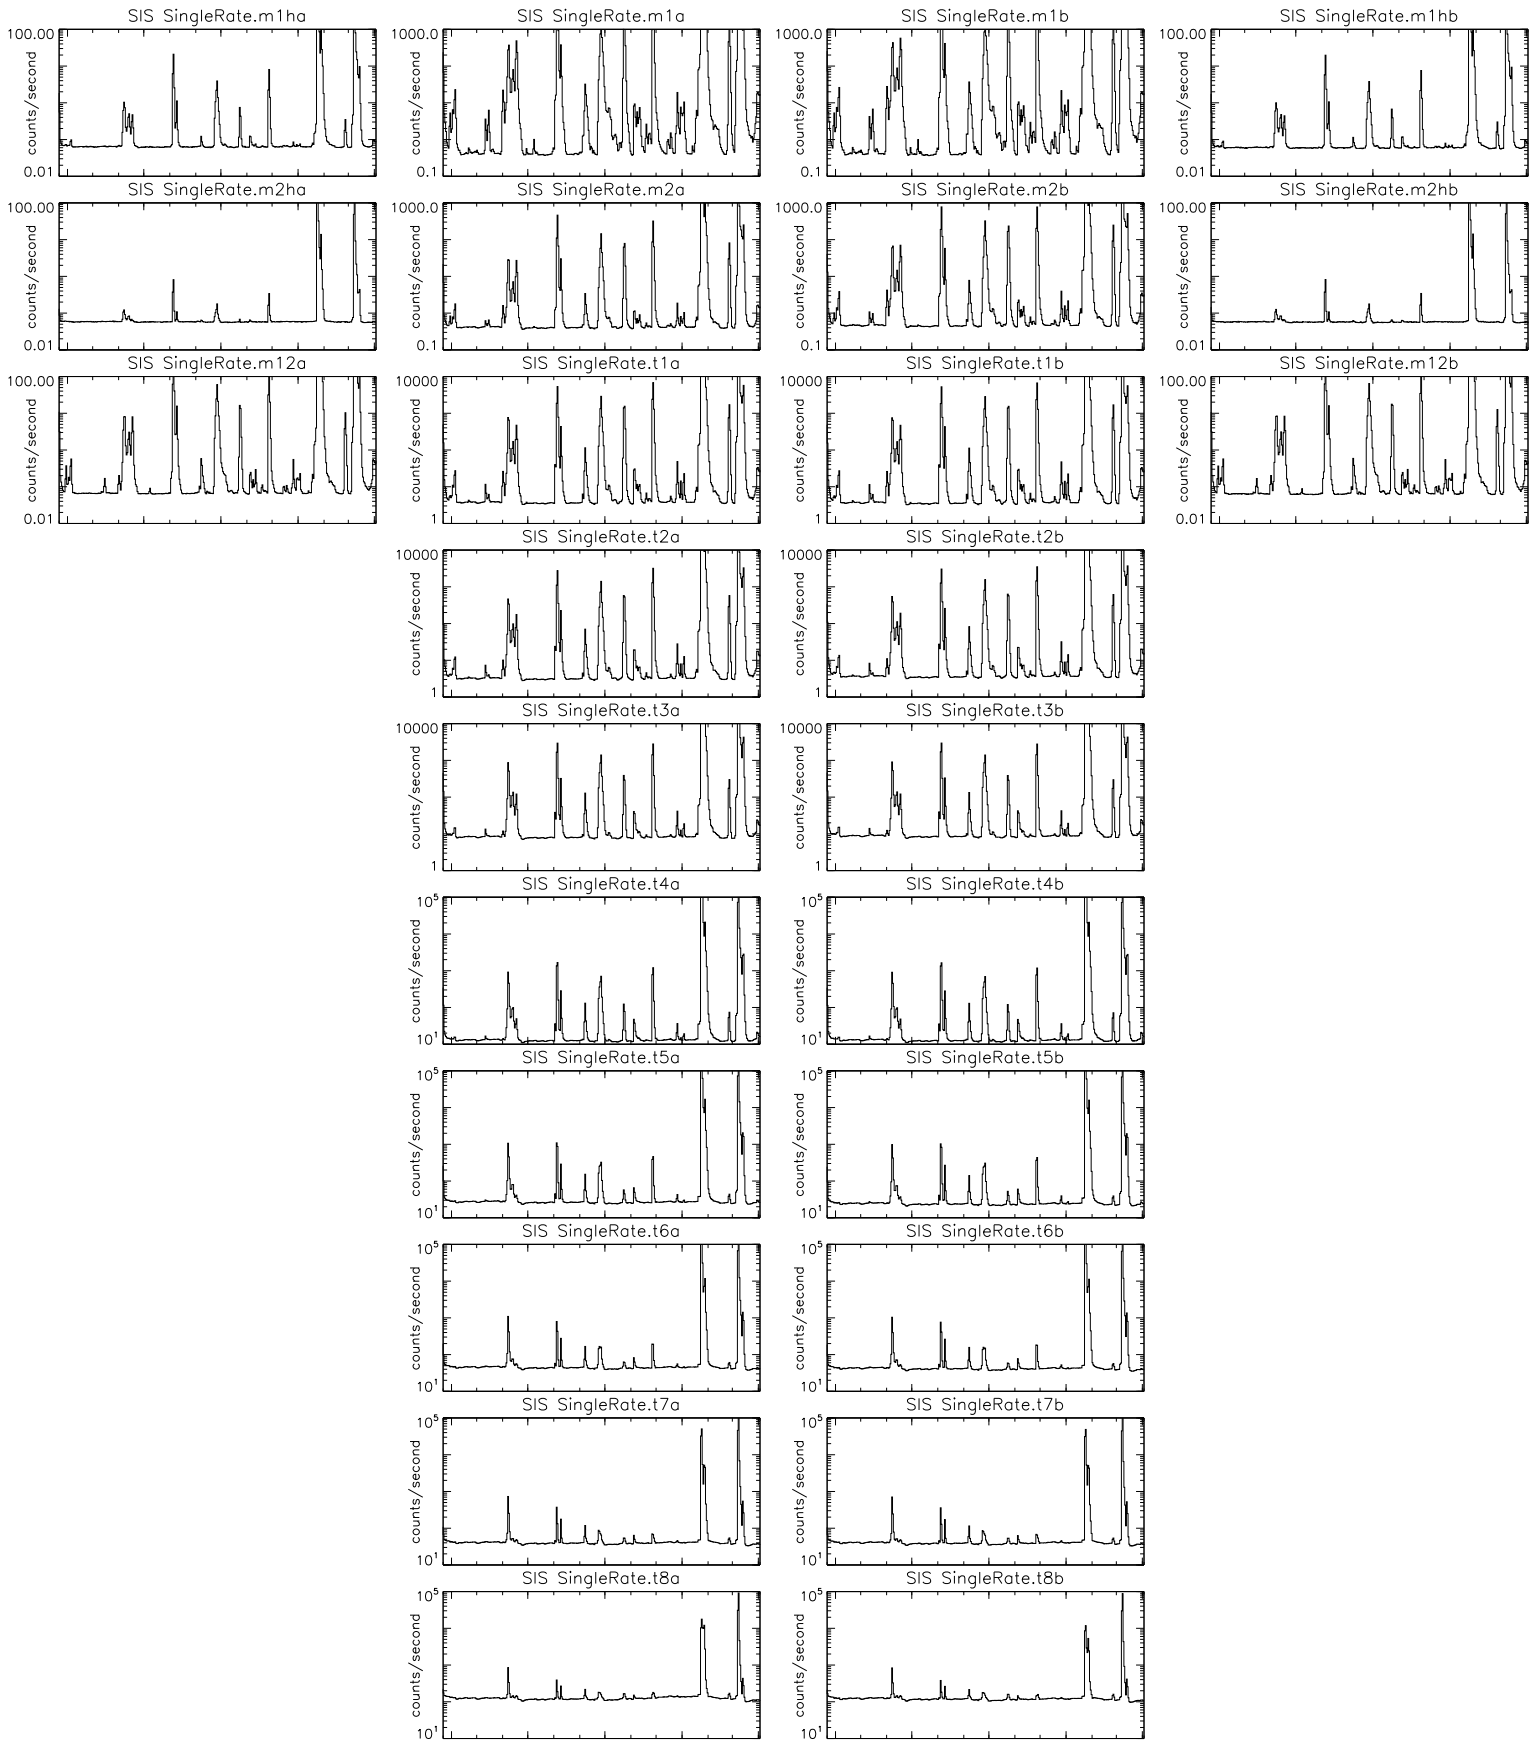 SIS SingleRate.m1ha
SIS SingleRate.m1a
SIS SingleRate.m1b
SIS SingleRate.m1hb
100.00
counts/second
0.01
1000.0
counts/second
0.1
1000.0
counts/second
0.1
100.00
counts/second
0.01
SIS SingleRate.m2ha
SIS SingleRate.m2a
SIS SingleRate.m2b
SIS SingleRate.m2hb
100.00
counts/second
0.01
1000.0
counts/second
0.1
1000.0
counts/second
0.1
100.00
counts/second
0.01
SIS SingleRate.m12a
SIS SingleRate.t1a
SIS SingleRate.t1b
SIS SingleRate.m12b
100.00
counts/second
0.01
10000
counts/second
1
10000
counts/second
1
100.00
counts/second
0.01
SIS SingleRate.t2a
SIS SingleRate.t2b
10000
counts/second
1
10000
counts/second
1
SIS SingleRate.t3a
SIS SingleRate.t3b
10000
counts/second
1
10000
counts/second
1
SIS SingleRate.t4a
SIS SingleRate.t4b
10⁵
counts/second
10¹
10⁵
counts/second
10¹
SIS SingleRate.t5a
SIS SingleRate.t5b
10⁵
counts/second
10¹
10⁵
counts/second
10¹
SIS SingleRate.t6a
SIS SingleRate.t6b
10⁵
counts/second
10¹
10⁵
counts/second
10¹
SIS SingleRate.t7a
SIS SingleRate.t7b
10⁵
counts/second
10¹
10⁵
counts/second
10¹
SIS SingleRate.t8a
SIS SingleRate.t8b
10⁵
counts/second
10¹
10⁵
counts/second
10¹